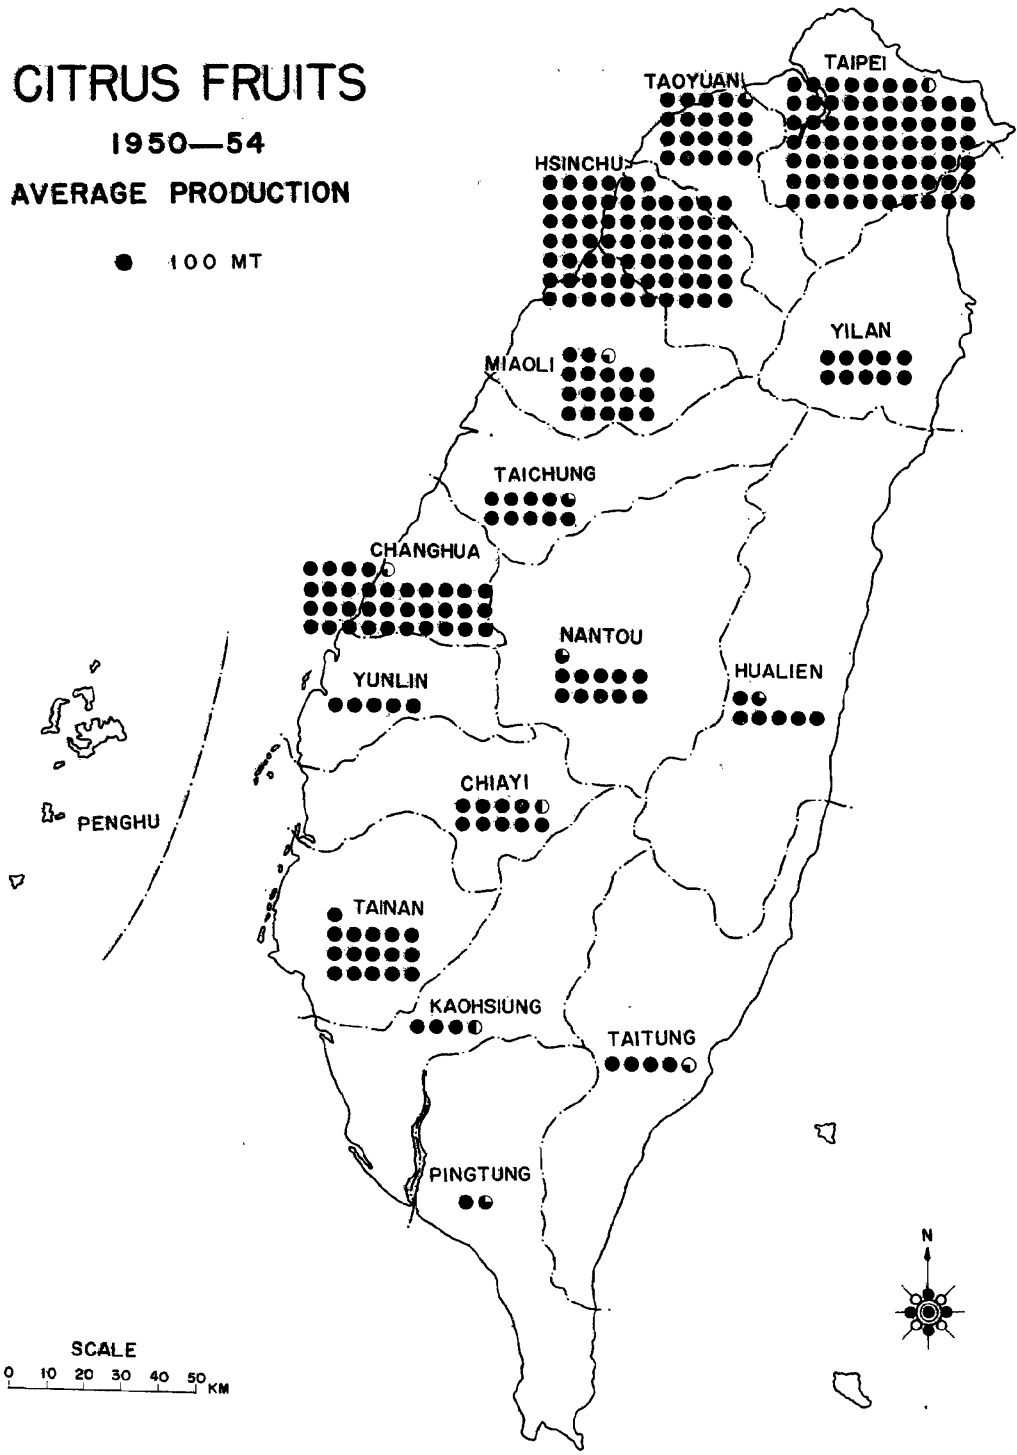 CITRUS FRUITS
1950—54
AVERAGE PRODUCTION
100 MT
TAIPEI
TAOYUAN
HSINCHU
YILAN
MIAOLI
TAICHUNG
CHANGHUA
NANTOU
HUALIEN
YUNLIN
CHIAYI
PENGHU
TAINAN
KAOHSIUNG
TAITUNG
PINGTUNG
N
SCALE
0 10 20 30 40 50 KM